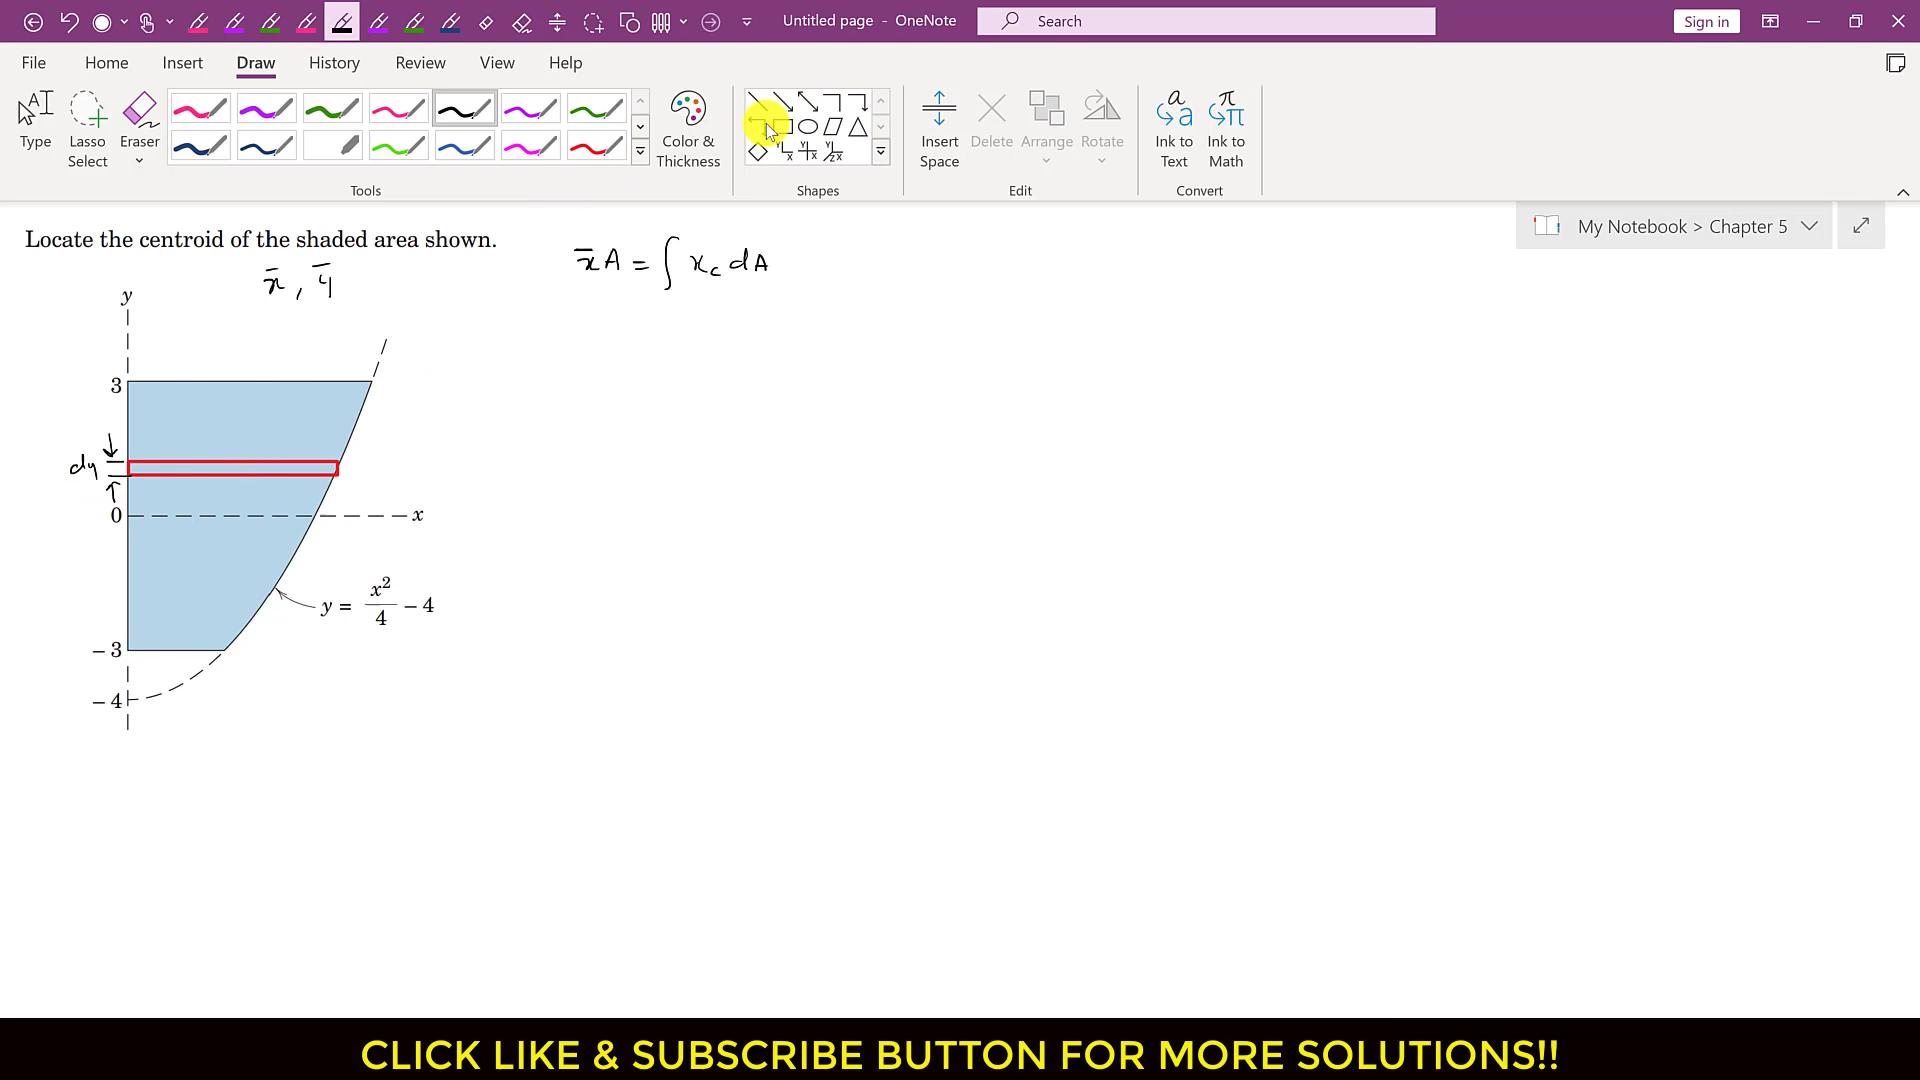 Untitled page - OneNote
Search
Sign in
File Home Insert Draw History Review View Help
Type
Lasso Select
Eraser
Color & Thickness
Insert Space
Delete
Arrange
Rotate
Ink to Text
Ink to Math
Tools
Shapes
Edit
Convert
My Notebook > Chapter 5
Locate the centroid of the shaded area shown.
x̄, ȳ
x̄A = ∫ x_c dA
y
3
dy
0
x
y = x²/4 – 4
– 3
– 4
CLICK LIKE & SUBSCRIBE BUTTON FOR MORE SOLUTIONS!!